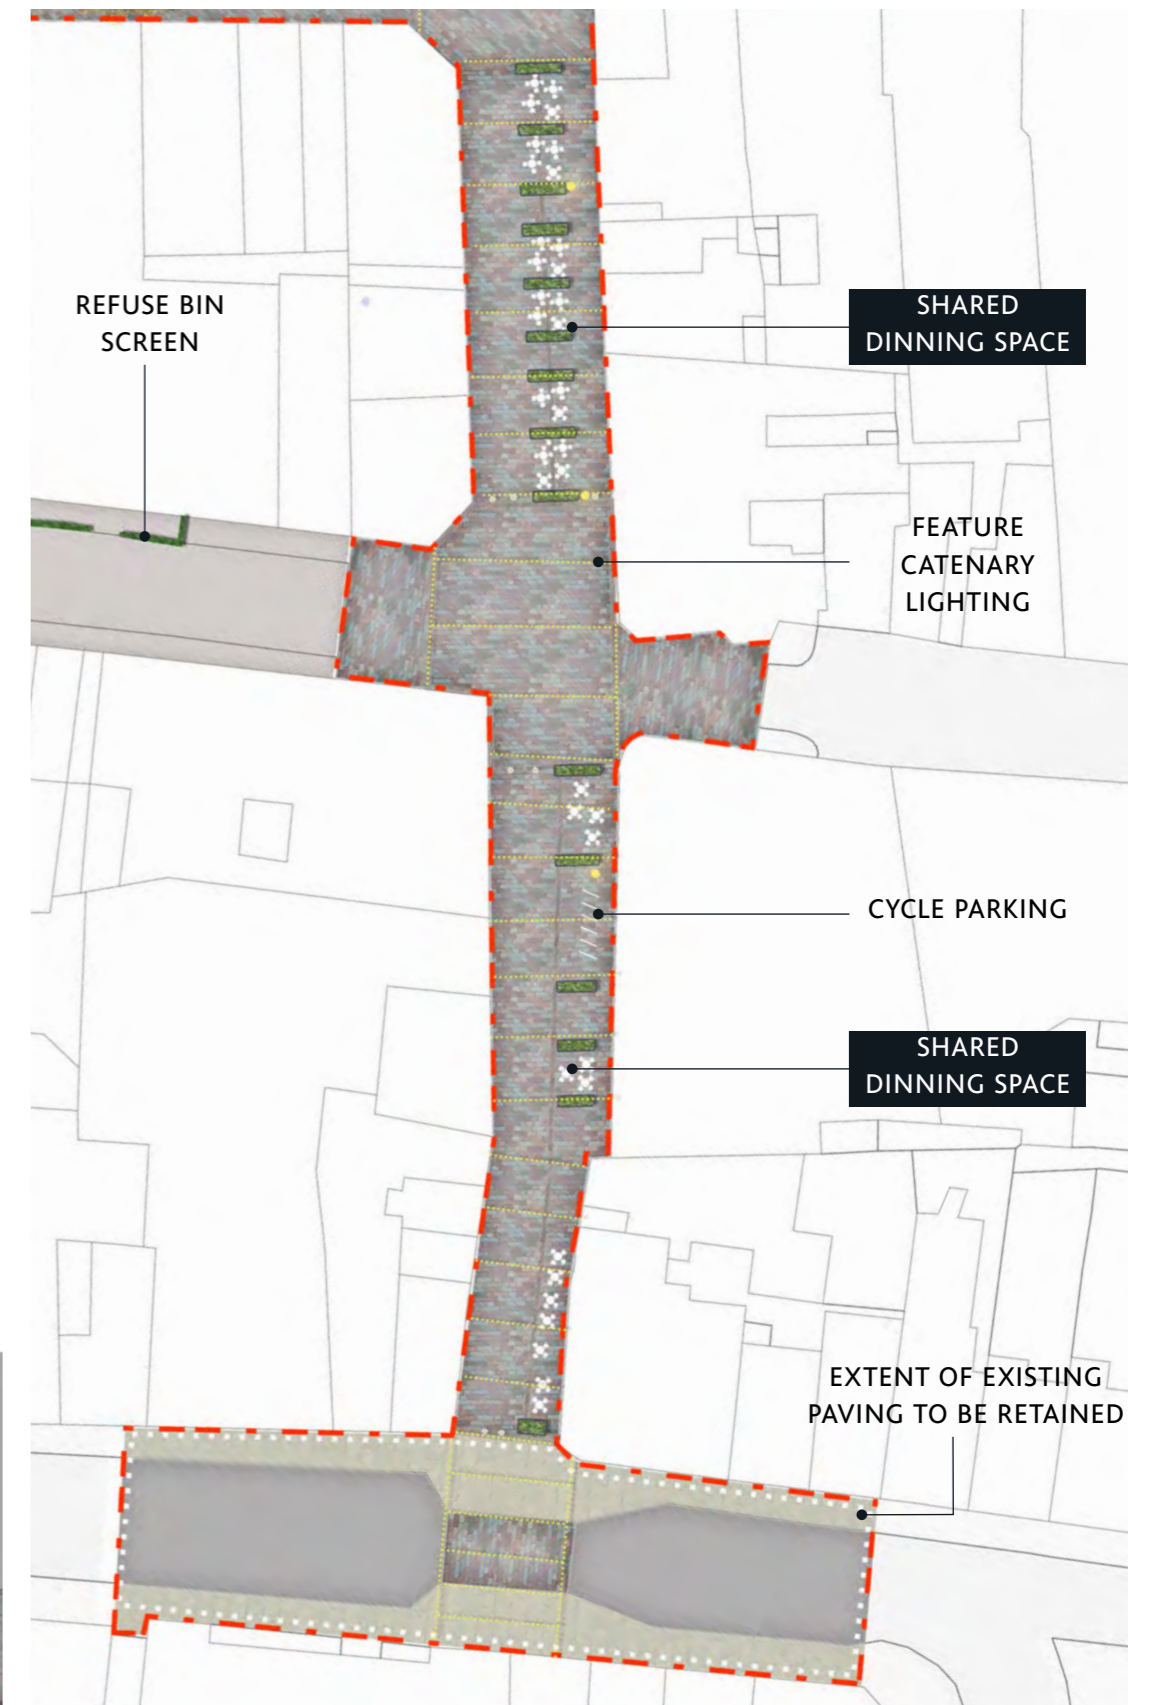 REFUSE BIN
SCREEN
SHARED
DINNING SPACE
FEATURE
CATENARY
LIGHTING
CYCLE PARKING
SHARED
DINNING SPACE
EXTENT OF EXISTING
PAVING TO BE RETAINED